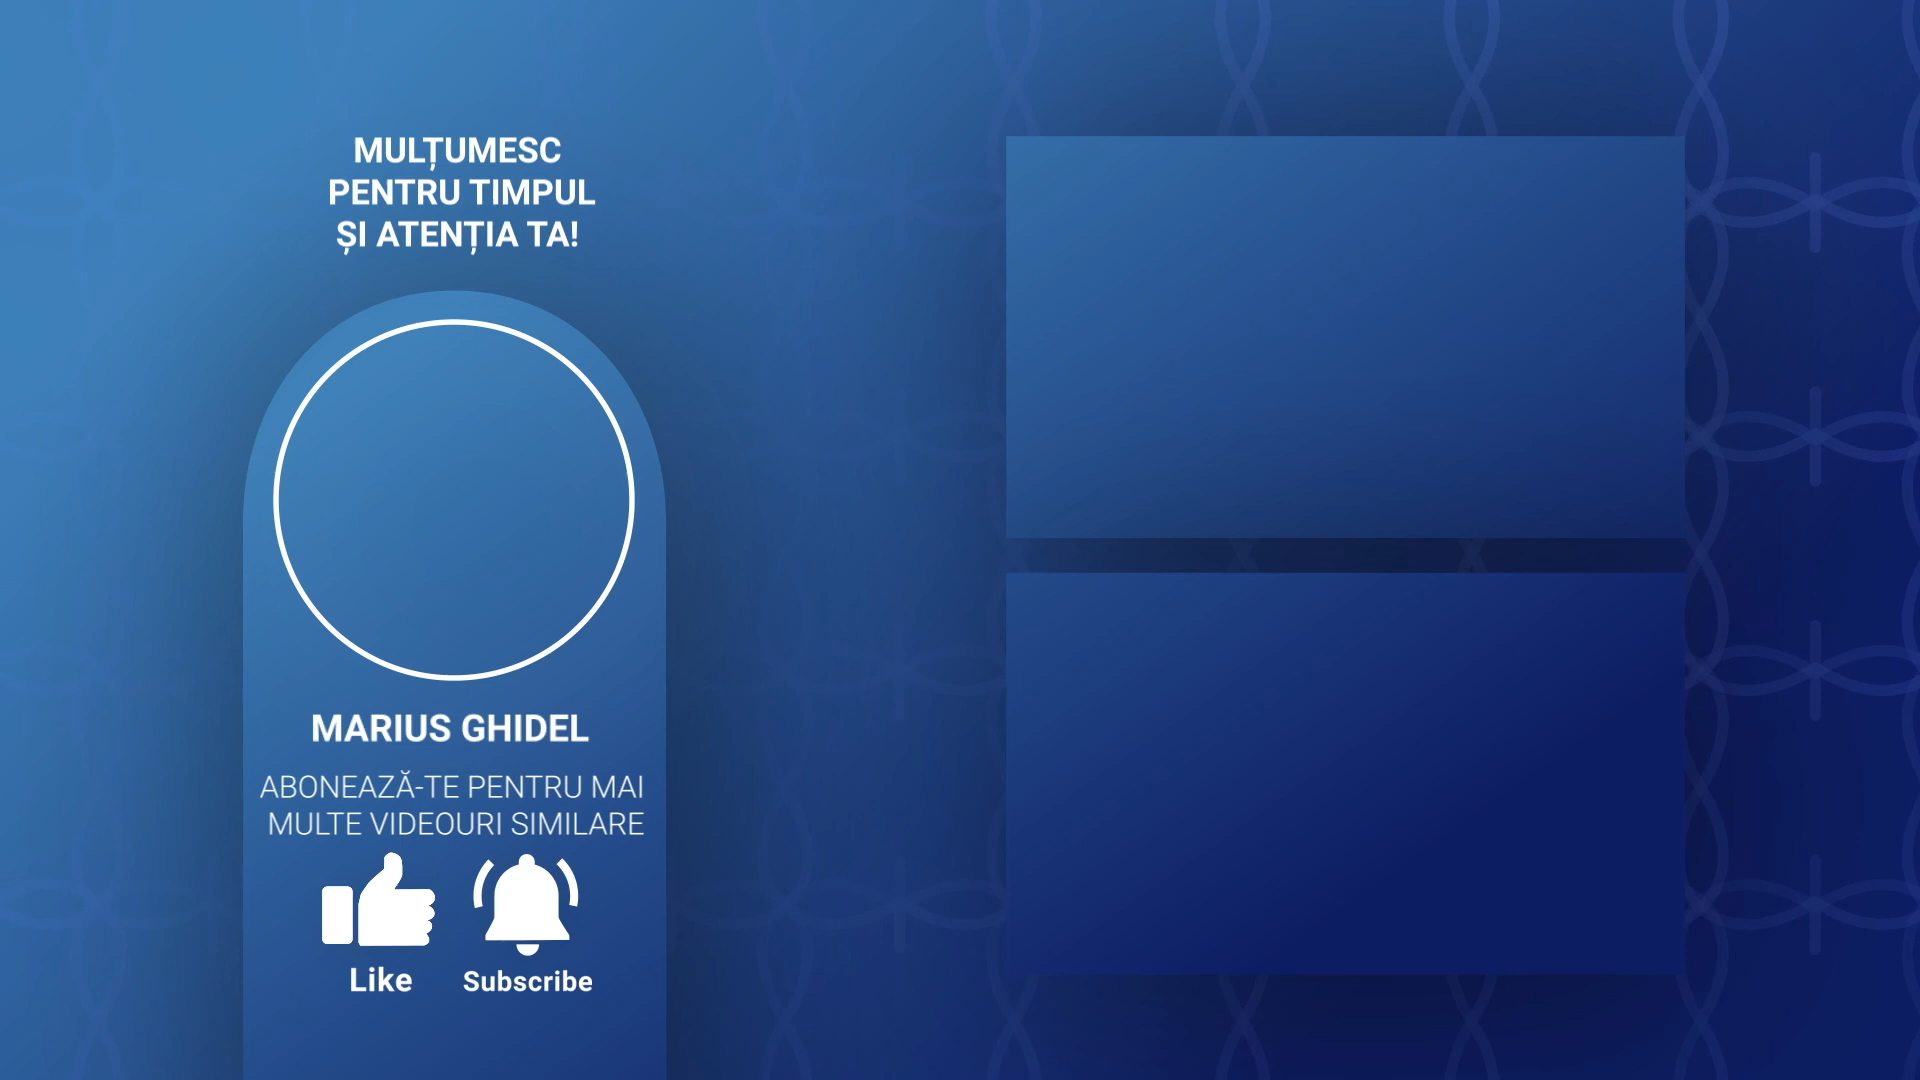 MULȚUMESC
PENTRU TIMPUL
ȘI ATENȚIA TA!
MARIUS GHIDEL
ABONEAZĂ-TE PENTRU MAI
MULTE VIDEOURI SIMILARE
Like
Subscribe